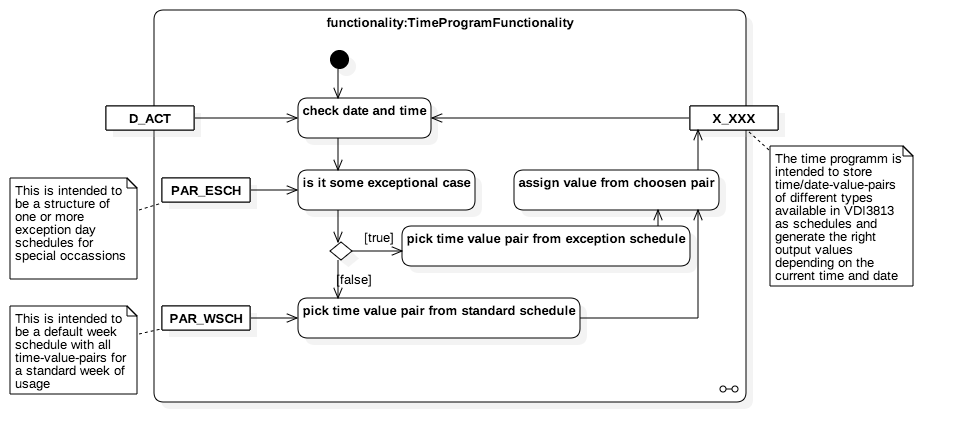 functionality:TimeProgramFunctionality
check date and time
D_ACT
X_XXX
The time programm is
intended to store
time/date-value-pairs
of different types
available in VDI3813
as schedules and
generate the right
output values
depending on the
current time and date
This is intended to
be a structure of
one or more
exception day
schedules for
special occassions
PAR_ESCH
is it some exceptional case
assign value from choosen pair
[true]
pick time value pair from exception schedule
[false]
This is intended to
be a default week
schedule with all
time-value-pairs for
a standard week of
usage
PAR_WSCH
pick time value pair from standard schedule